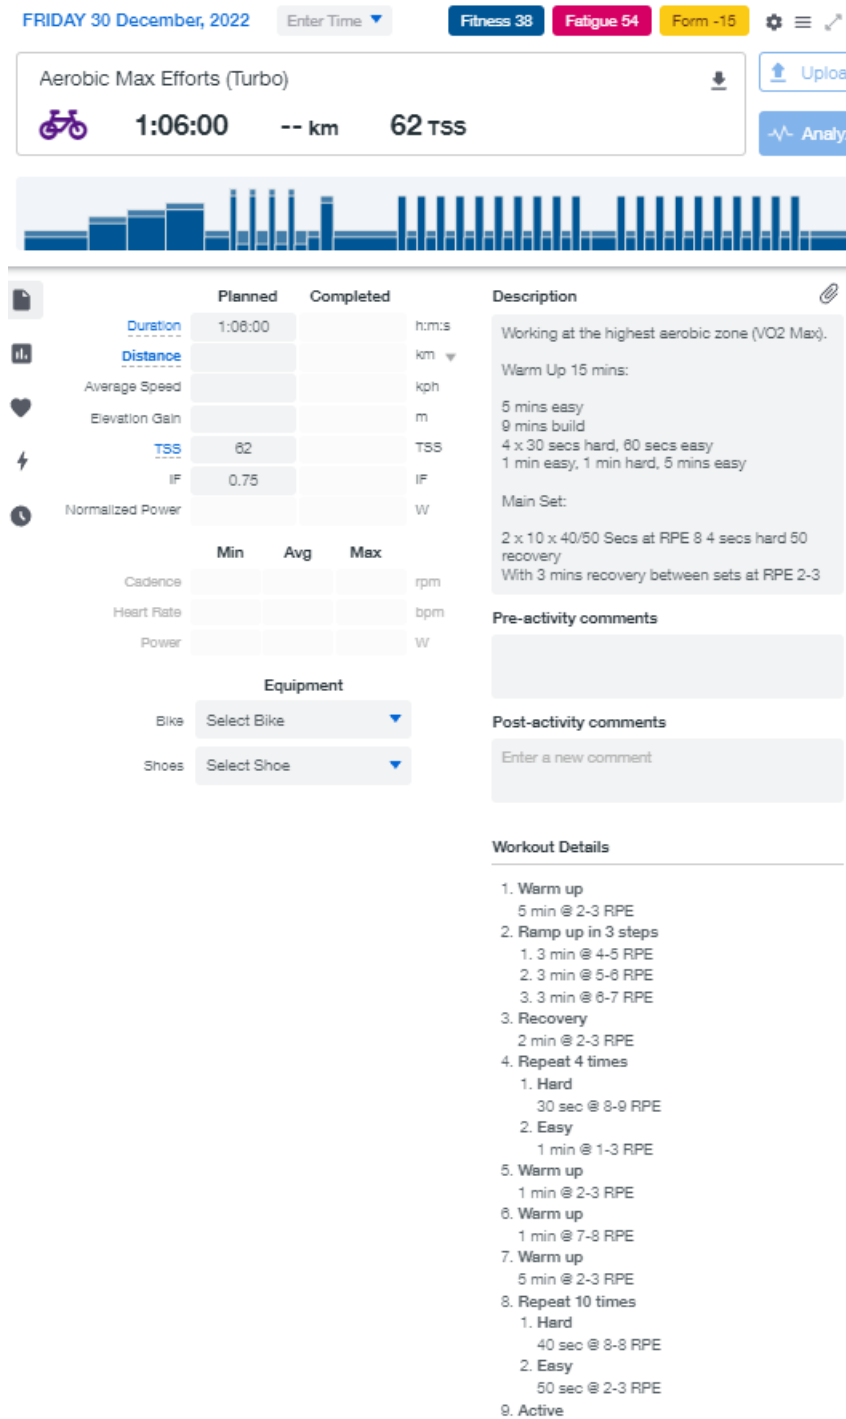 FRIDAY 30 December, 2022 Enter Time Fitness 38 Fatigue 54 Form -15
Aerobic Max Efforts (Turbo)
Uploa
1:06:00 -- km 62 TSS
Analy
Planned Completed
Duration 1:06:00 h:m:s
Distance km
Average Speed kph
Elevation Gain m
TSS 62 TSS
IF 0.75 IF
Normalized Power W
Min Avg Max
Cadence rpm
Heart Rate bpm
Power W
Equipment
Bike Select Bike
Shoes Select Shoe
Description
Working at the highest aerobic zone (VO2 Max).
Warm Up 15 mins:
5 mins easy
9 mins build
4 x 30 secs hard, 60 secs easy
1 min easy, 1 min hard, 5 mins easy
Main Set:
2 x 10 x 40/50 Secs at RPE 8 4 secs hard 50
recovery
With 3 mins recovery between sets at RPE 2-3
Pre-activity comments
Post-activity comments
Enter a new comment
Workout Details
1. Warm up
5 min @ 2-3 RPE
2. Ramp up in 3 steps
1. 3 min @ 4-5 RPE
2. 3 min @ 5-6 RPE
3. 3 min @ 6-7 RPE
3. Recovery
2 min @ 2-3 RPE
4. Repeat 4 times
1. Hard
30 sec @ 8-9 RPE
2. Easy
1 min @ 1-3 RPE
5. Warm up
1 min @ 2-3 RPE
6. Warm up
1 min @ 7-8 RPE
7. Warm up
5 min @ 2-3 RPE
8. Repeat 10 times
1. Hard
40 sec @ 8-8 RPE
2. Easy
50 sec @ 2-3 RPE
9. Active